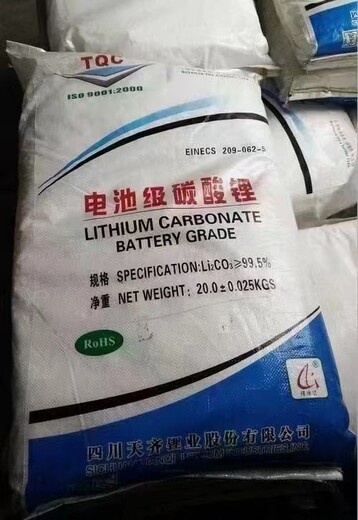 TQC
ISO 9001:2000
EINECS 209-062-5
电池级碳酸锂
LITHIUM CARBONATE
BATTERY GRADE
规格 SPECIFICATION:Li₂CO₃≥99.5%
净重 NET WEIGHT: 20.0±0.025KGS
RoHS
四川天齐锂业股份有限公司